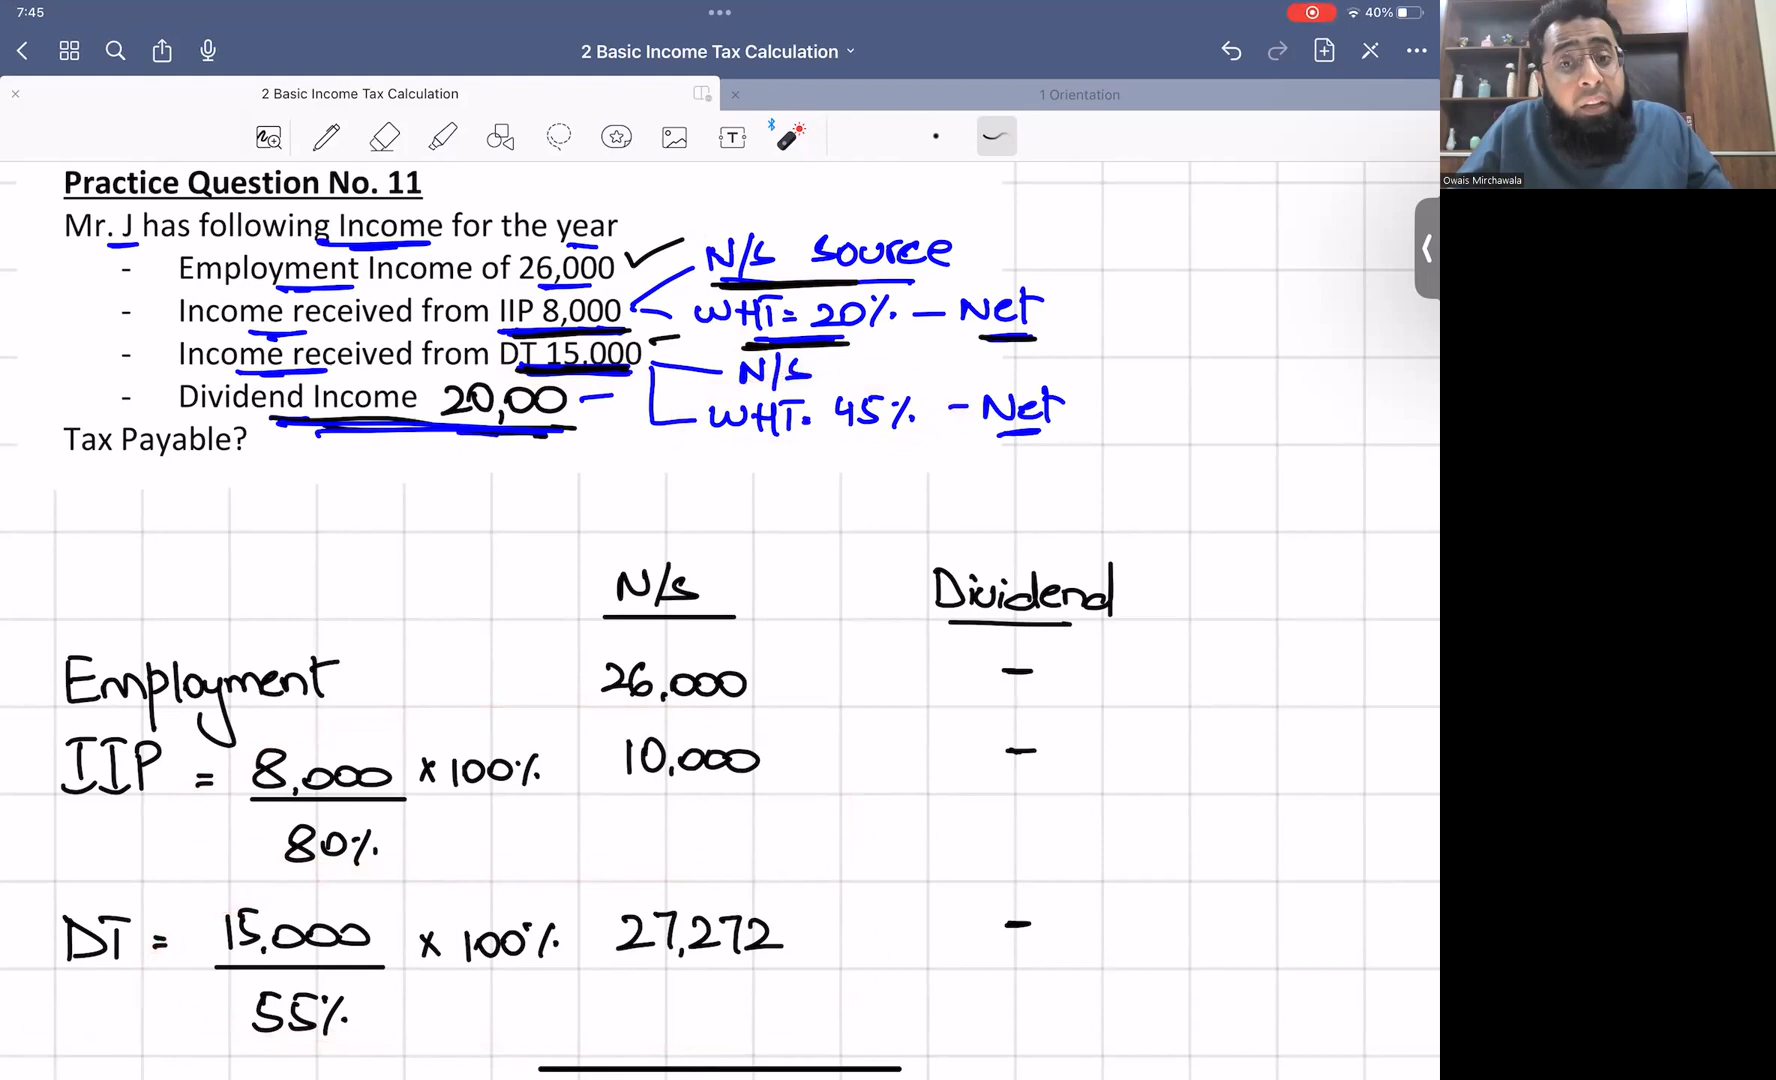 7:45
40%
2 Basic Income Tax Calculation
2 Basic Income Tax Calculation
1 Orientation
T
Owais Mirchawala
Practice Question No. 11
Mr. J has following Income for the year
- Employment Income of 26,000
N/S Source
- Income received from IIP 8,000
WHT = 20% - Net
- Income received from DT 15,000
N/S
- Dividend Income 20,00
WHT. 45% - Net
Tax Payable?
N/S Dividend
Employment 26,000 -
IIP = 8,000 × 100% 10,000 -
80%
DT = 15,000 × 100% 27,272 -
55%